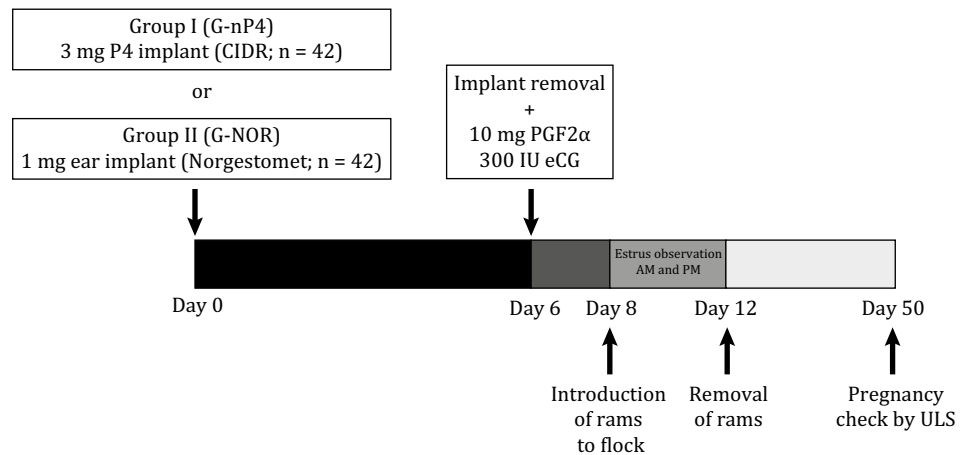 Group I (G-nP4)
3 mg P4 implant (CIDR; n = 42)
or
Group II (G-NOR)
1 mg ear implant (Norgestomet; n = 42)
Implant removal
+
10 mg PGF2α
300 IU eCG
Estrus observation
AM and PM
Day 0
Day 6
Day 8
Day 12
Day 50
Introduction
of rams
to flock
Removal
of rams
Pregnancy
check by ULS